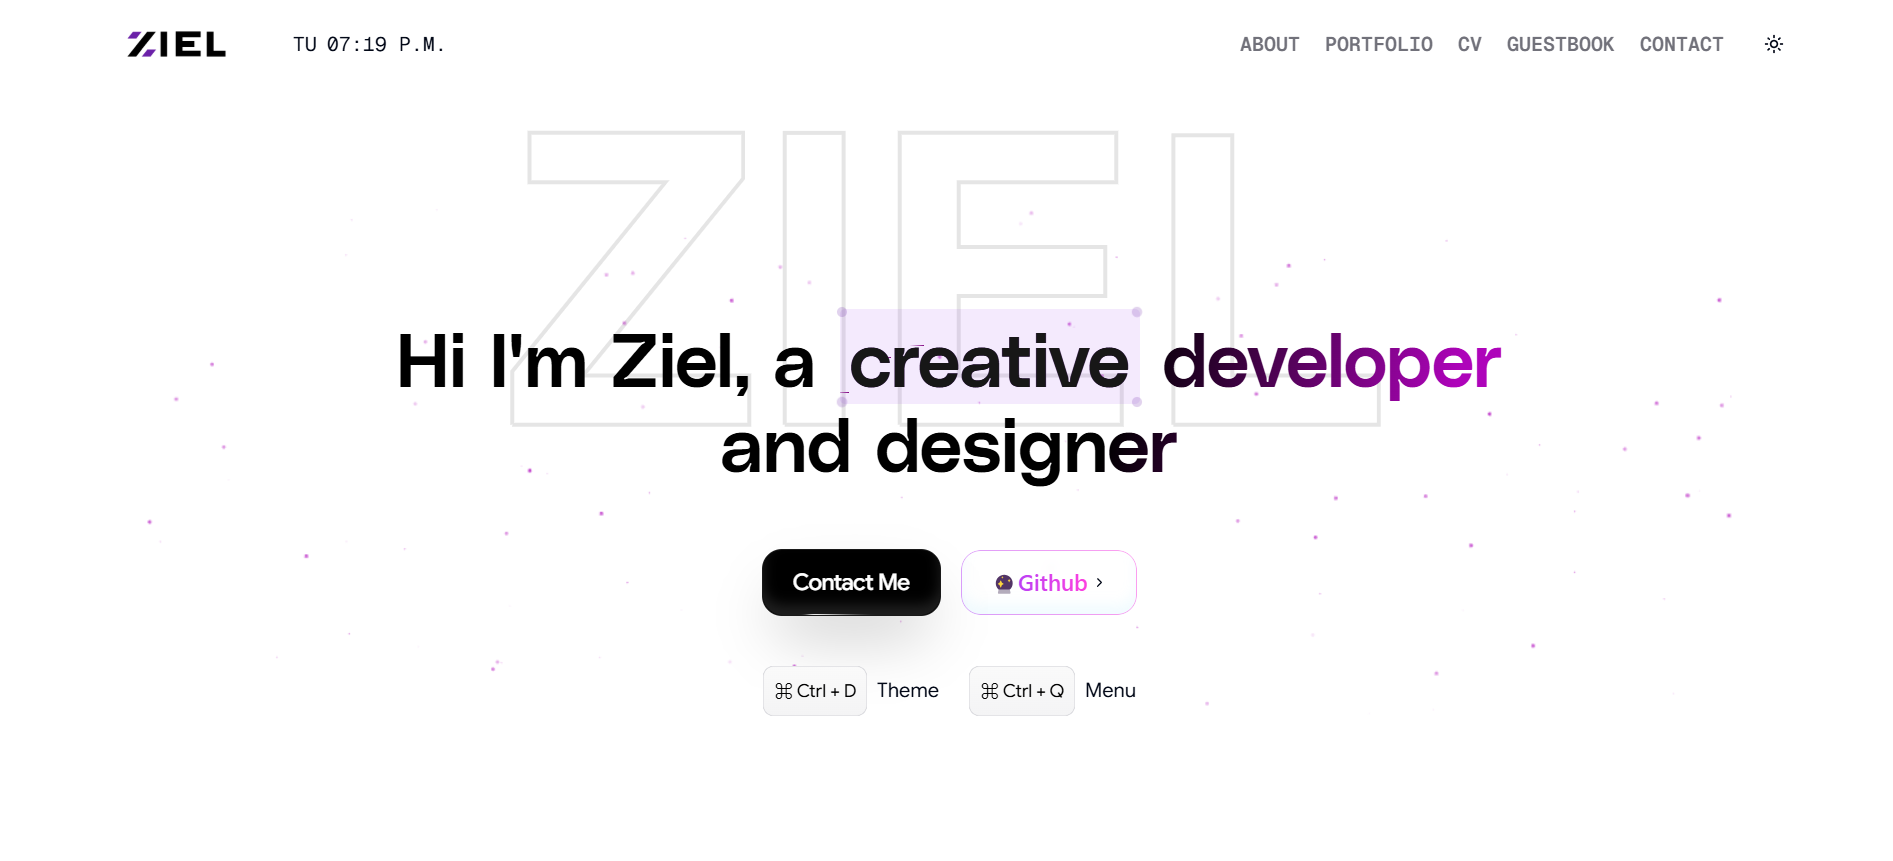 ZIEL TU 07:19 P.M. ABOUT PORTFOLIO CV GUESTBOOK CONTACT
ZIEL
Hi I'm Ziel, a creative developer
and designer
Contact Me Github
⌘ Ctrl + D Theme ⌘ Ctrl + Q Menu